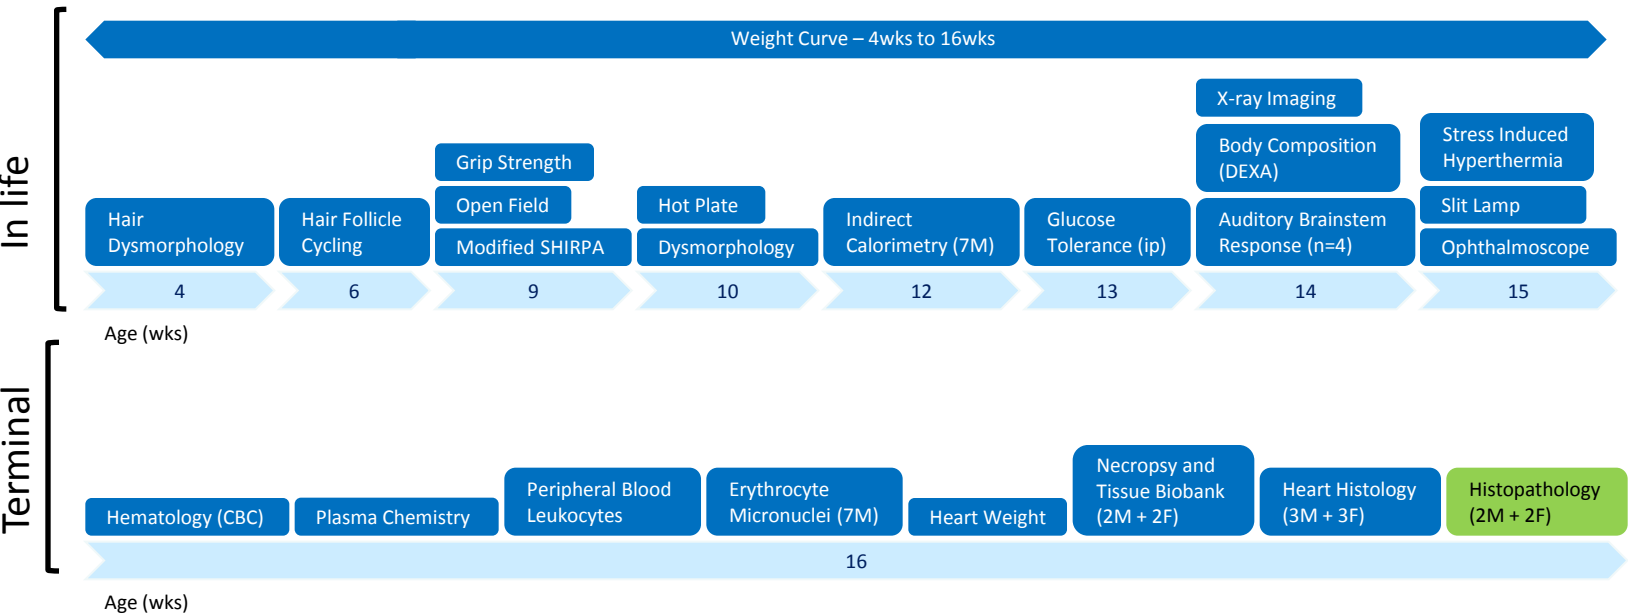 In life
Weight Curve – 4wks to 16wks
Hair
Dysmorphology
Hair Follicle
Cycling
Grip Strength
Open Field
Modified SHIRPA
Hot Plate
Dysmorphology
Indirect
Calorimetry (7M)
Glucose
Tolerance (ip)
X-ray Imaging
Body Composition
(DEXA)
Auditory Brainstem
Response (n=4)
Stress Induced
Hyperthermia
Slit Lamp
Ophthalmoscope
4
6
9
10
12
13
14
15
Age (wks)
Terminal
Hematology (CBC)
Plasma Chemistry
Peripheral Blood
Leukocytes
Erythrocyte
Micronuclei (7M)
Heart Weight
Necropsy and
Tissue Biobank
(2M + 2F)
Heart Histology
(3M + 3F)
Histopathology
(2M + 2F)
16
Age (wks)